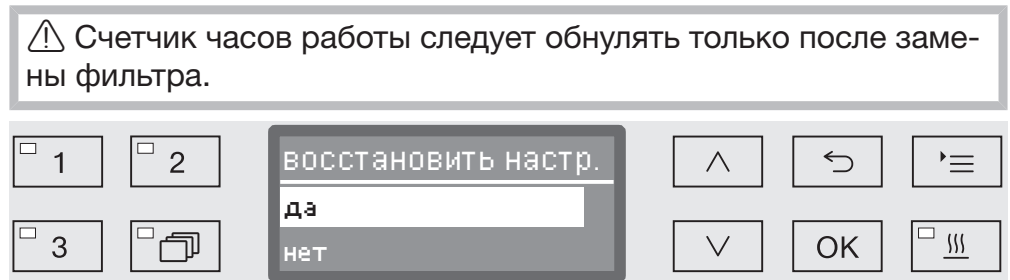 ⚠ Счетчик часов работы следует обнулять только после заме-
ны фильтра.
1 2 восстановить настр.
да
3 нет OK